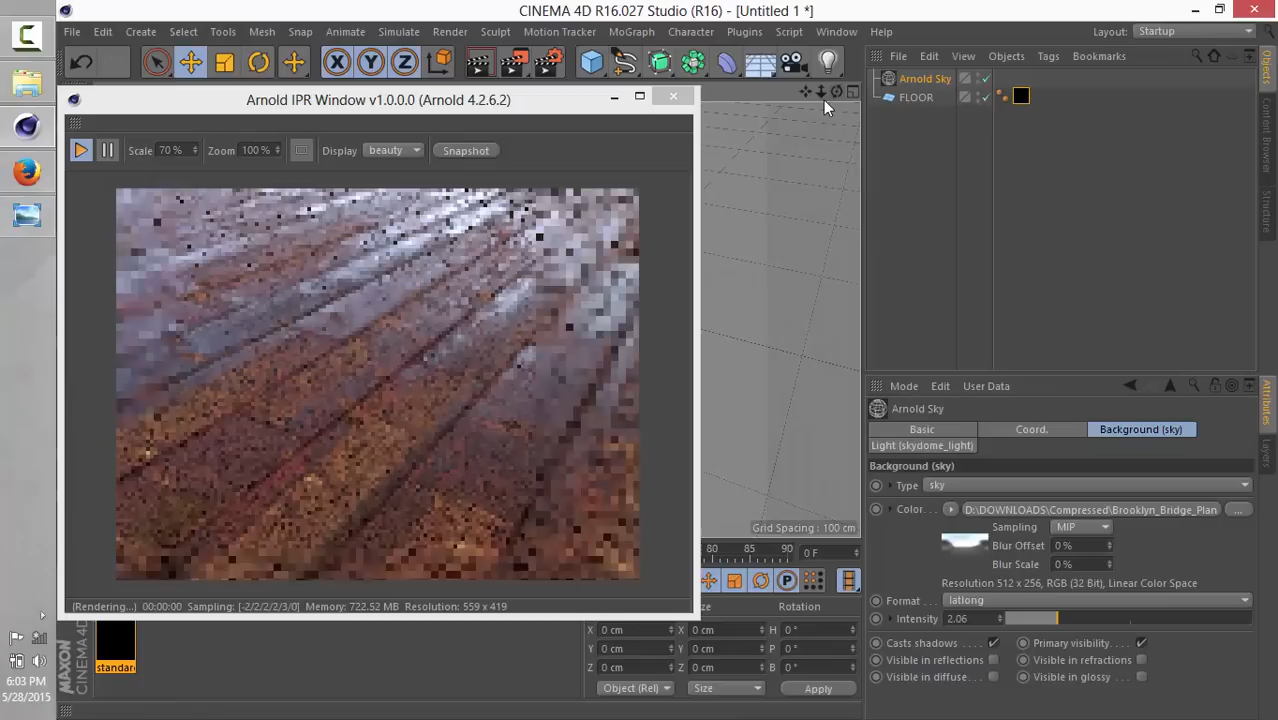 CINEMA 4D R16.027 Studio (R16) - [Untitled 1 *]
File Edit Create Select Tools Mesh Snap Animate Simulate Render Sculpt Motion Tracker MoGraph Character Plugins Script Window Help Layout: Startup
X Y Z
File Edit View Objects Tags Bookmarks
Arnold Sky
FLOOR
Arnold IPR Window v1.0.0.0 (Arnold 4.2.6.2)
Scale 70 % Zoom 100 % Display beauty Snapshot
Objects
Content Browser
Structure
Mode Edit User Data
Arnold Sky
Basic Coord. Background (sky)
Light (skydome_light)
Background (sky)
Type sky
Color . . . D:\DOWNLOADS\Compressed\Brooklyn_Bridge_Plan ...
Sampling MIP
Blur Offset 0 %
Blur Scale 0 %
Resolution 512 x 256, RGB (32 Bit), Linear Color Space
Format latlong
Intensity 2.06
Casts shadows Primary visibility
Visible in reflections Visible in refractions
Visible in diffuse Visible in glossy
Attributes
Layers
Grid Spacing : 100 cm
80 85 90 0 F
P
(Rendering...) 00:00:00 Sampling: [-2/2/2/2/3/0] Memory: 722.52 MB Resolution: 559 x 419
ze Rotation
X 0 cm X 0 cm H 0 °
Y 0 cm Y 0 cm P 0 °
Z 0 cm Z 0 cm B 0 °
Object (Rel) Size Apply
standard
MAXON
CINEMA 4D
6:03 PM
5/28/2015